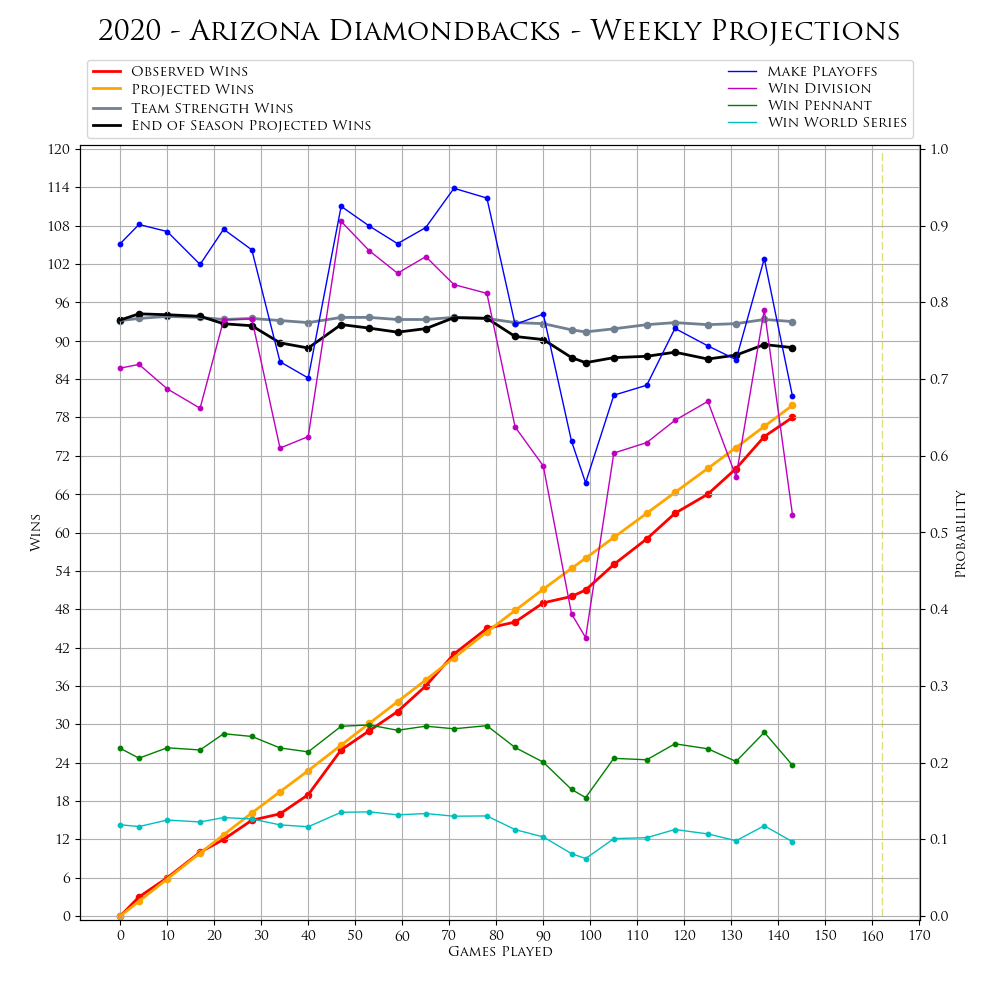 2020 - Arizona Diamondbacks - Weekly Projections
Observed Wins
Projected Wins
Team Strength Wins
End of Season Projected Wins
Make Playoffs
Win Division
Win Pennant
Win World Series
120
114
108
102
96
90
84
78
72
66
60
54
48
42
36
30
24
18
12
6
0
Wins
1.0
0.9
0.8
0.7
0.6
0.5
0.4
0.3
0.2
0.1
0.0
Probability
0 10 20 30 40 50 60 70 80 90 100 110 120 130 140 150 160 170
Games Played